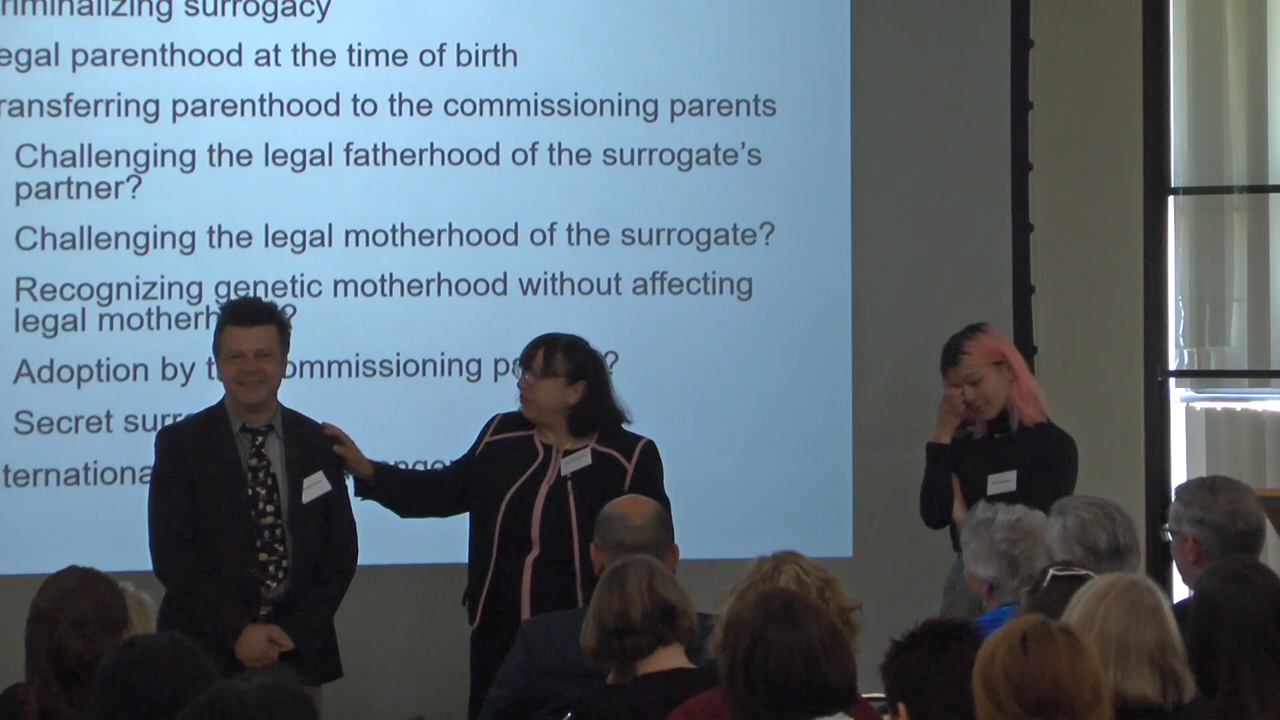 riminalizing surrogacy
egal parenthood at the time of birth
ransferring parenthood to the commissioning parents
Challenging the legal fatherhood of the surrogate's
partner?
Challenging the legal motherhood of the surrogate?
Recognizing genetic motherhood without affecting
legal motherh ?
Adoption by t ommissioning p ?
Secret surr
ternationa